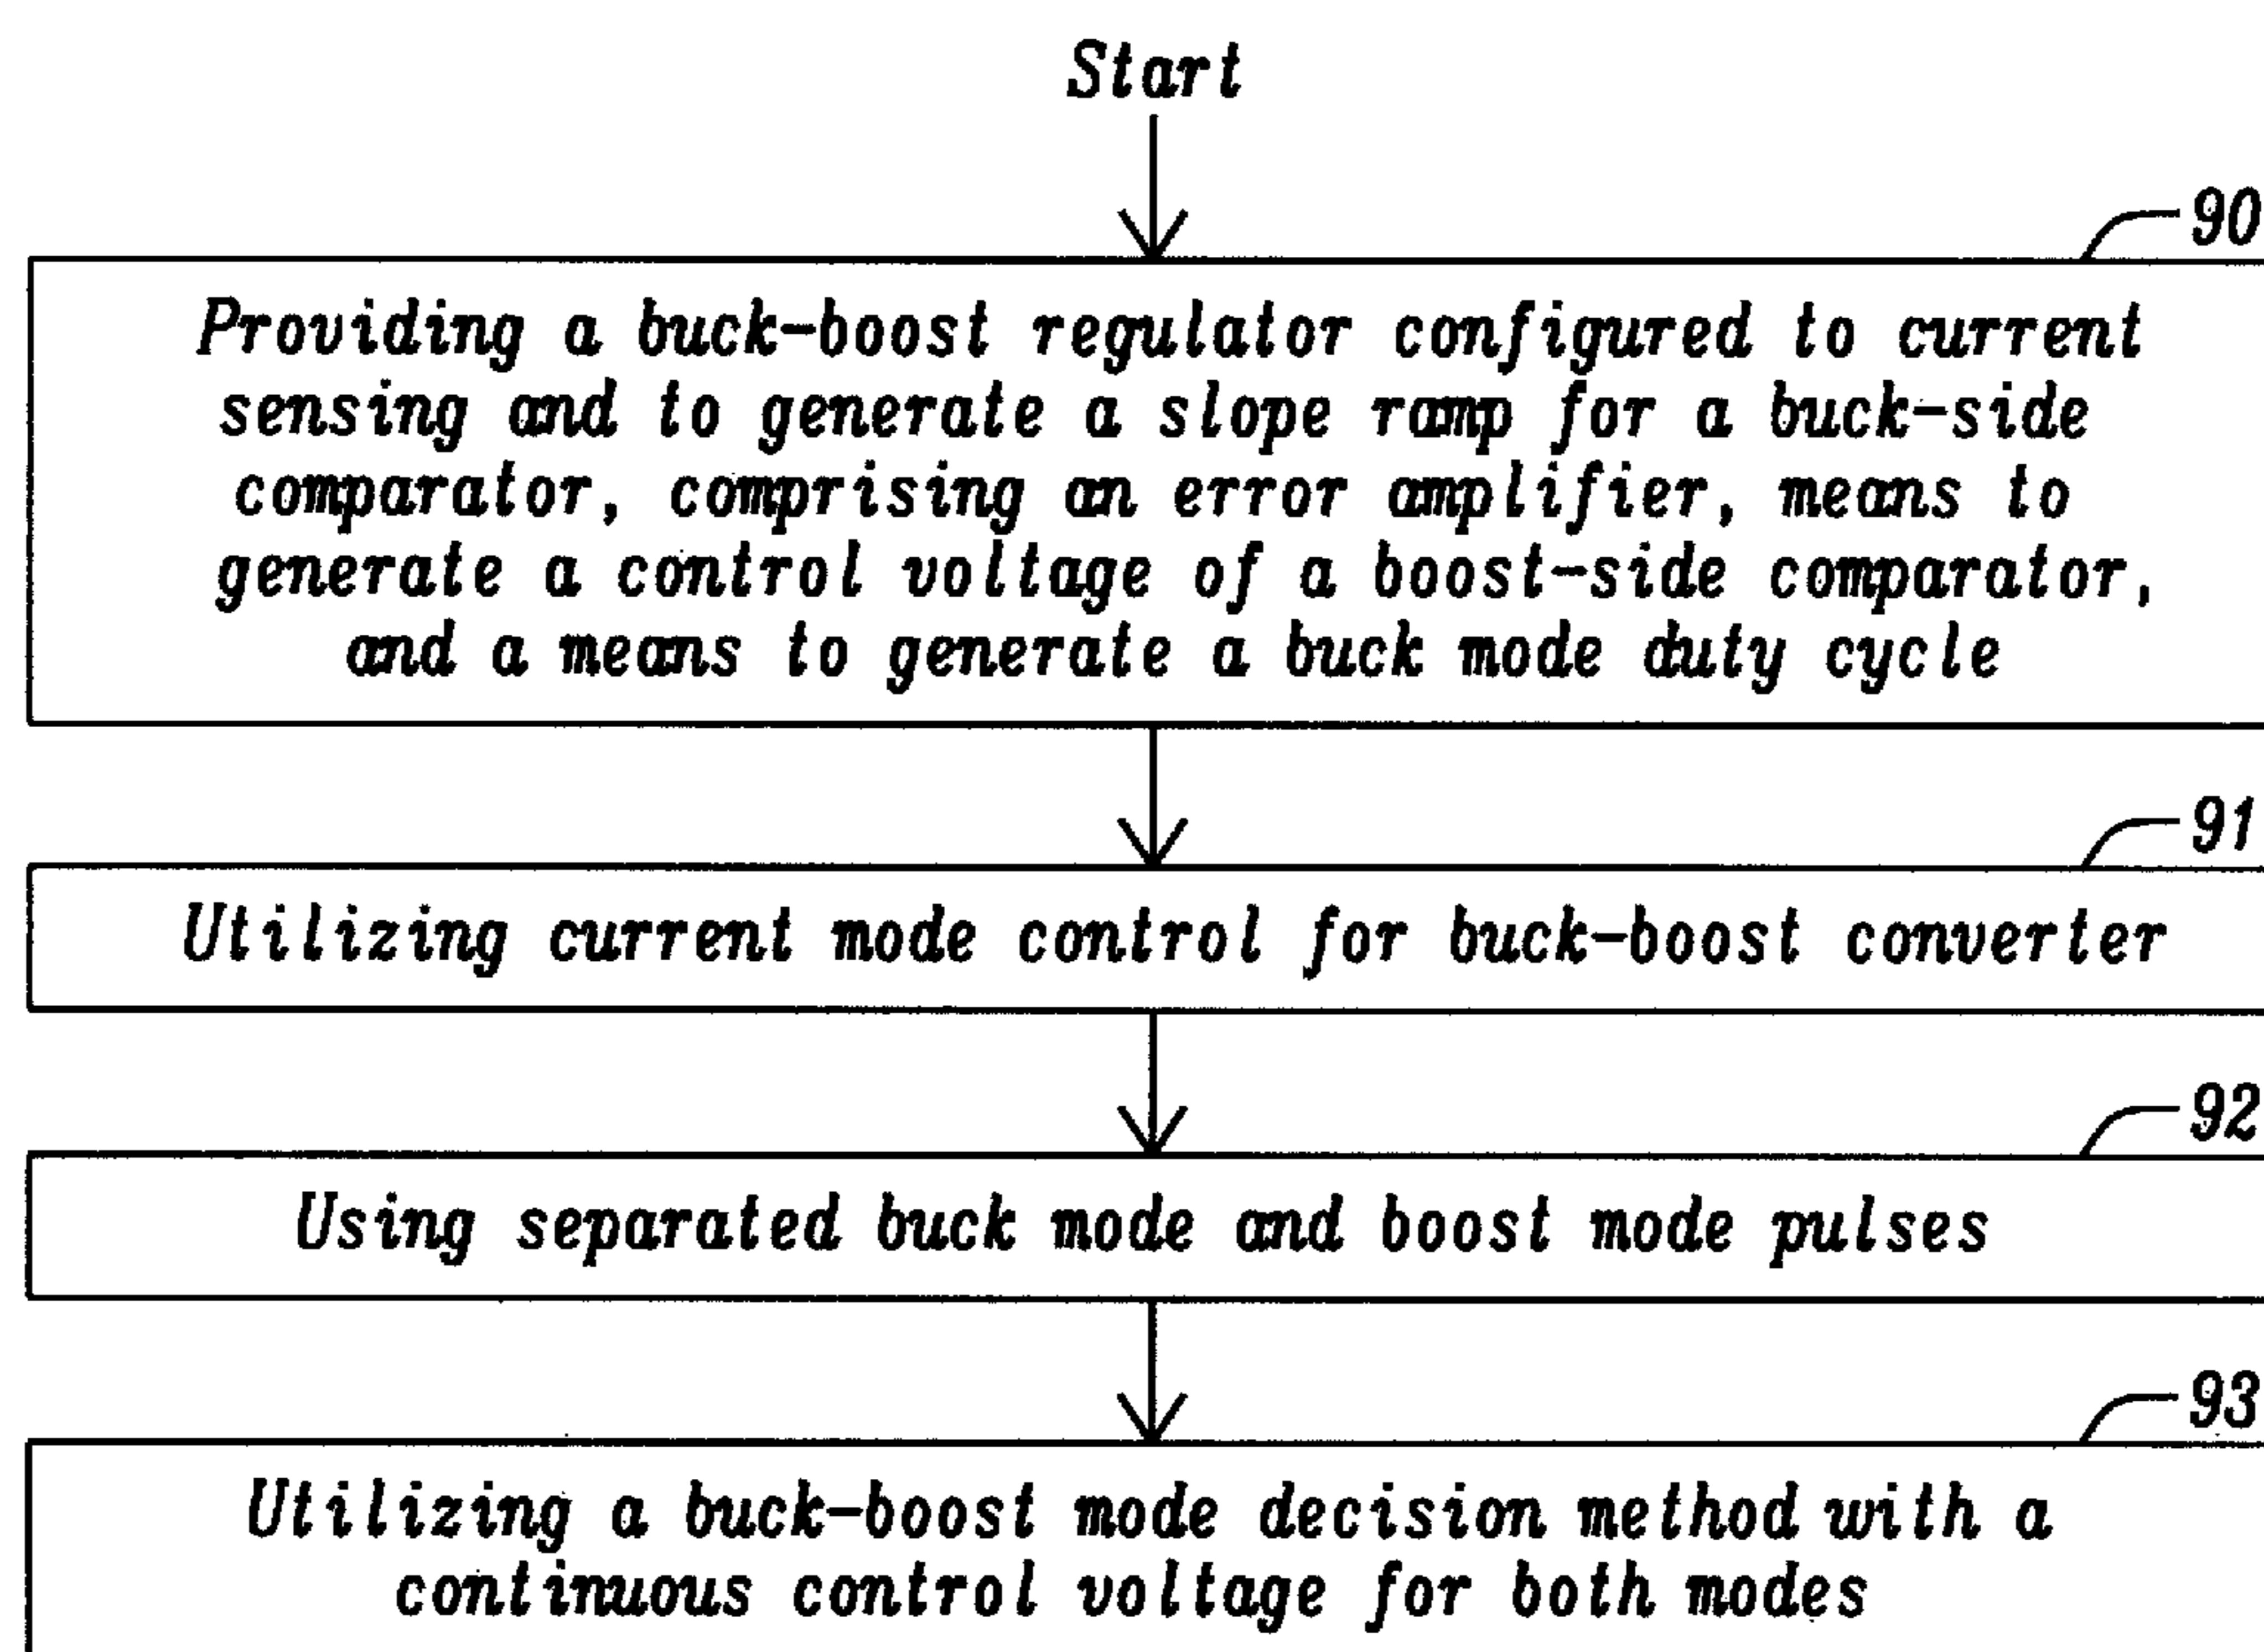 Start
90
Providing a buck-boost regulator configured to current
sensing and to generate a slope ramp for a buck-side
comparator, comprising an error amplifier, means to
generate a control voltage of a boost-side comparator,
and a means to generate a buck mode duty cycle
91
Utilizing current mode control for buck-boost converter
92
Using separated buck mode and boost mode pulses
93
Utilizing a buck-boost mode decision method with a
continuous control voltage for both modes